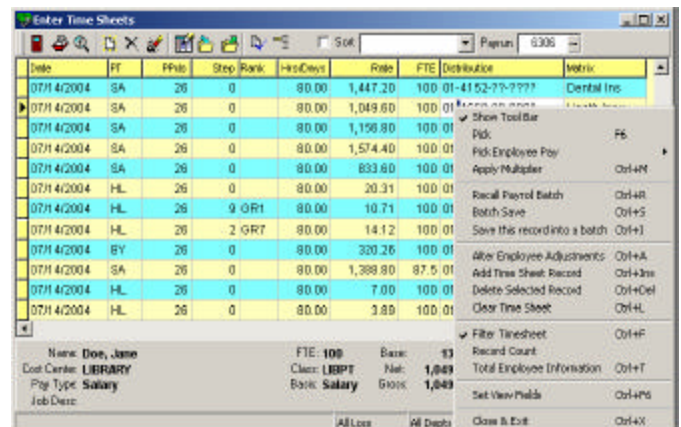 Enter Time Sheets
Sort Payrun: 6306
Date PT PPrds Step Rank Hrs/Days Rate FTE Distribution Matrix
07/14/2004 SA 26 0 80.00 1,447.20 100 01-4152-??-???? Dental Ins
07/14/2004 SA 26 0 80.00 1,049.60 100
07/14/2004 SA 26 0 80.00 1,156.80 100 01
07/14/2004 SA 26 0 80.00 1,574.40 100 01
07/14/2004 SA 26 0 80.00 833.60 100 01
07/14/2004 HL 26 0 80.00 20.31 100 01
07/14/2004 HL 26 9 GR1 80.00 10.71 100 01
07/14/2004 HL 26 2 GR7 80.00 14.12 100 01
07/14/2004 BY 26 0 80.00 320.26 100 01
07/14/2004 SA 26 0 80.00 1,388.80 87.5 01
07/14/2004 HL 26 0 80.00 7.00 100 01
07/14/2004 HL 26 0 80.00 3.89 100 01
Show ToolBar
Pick F6
Pick Employee Pay
Apply Multiplier Ctrl+M
Recall Payrol Batch Ctrl+R
Batch Save Ctrl+S
Save this record into a batch Ctrl+I
Alter Employee Adjustments Ctrl+A
Add Time Sheet Record Ctrl+Ins
Delete Selected Record Ctrl+Del
Clear Time Sheet Ctrl+L
Filter Timesheet Ctrl+F
Record Count
Total Employee Information Ctrl+T
Set View Fields Ctrl+F6
Close & Exit Ctrl+X
Name: Doe, Jane FTE: 100 Base: 13
Cost Center: LIBRARY Class: LIBPT Net: 1,049
Pay Type: Salary Basis: Salary Gross: 1,049
Job Desc:
All Locs All Depts